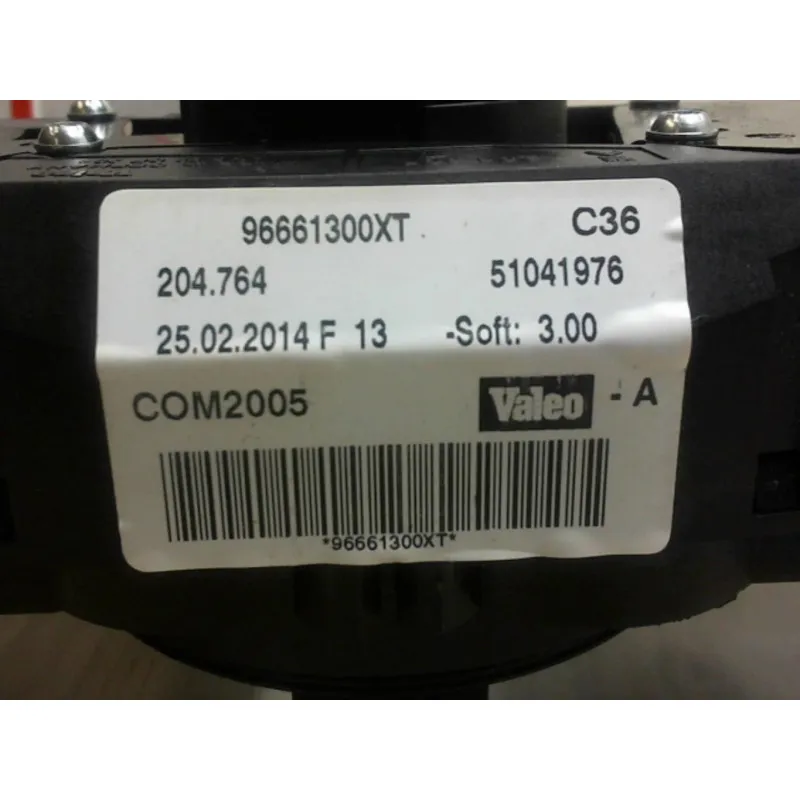 96661300XT C36
204.764 51041976
25.02.2014 F 13 -Soft: 3.00
COM2005 Valeo - A
*96661300XT*